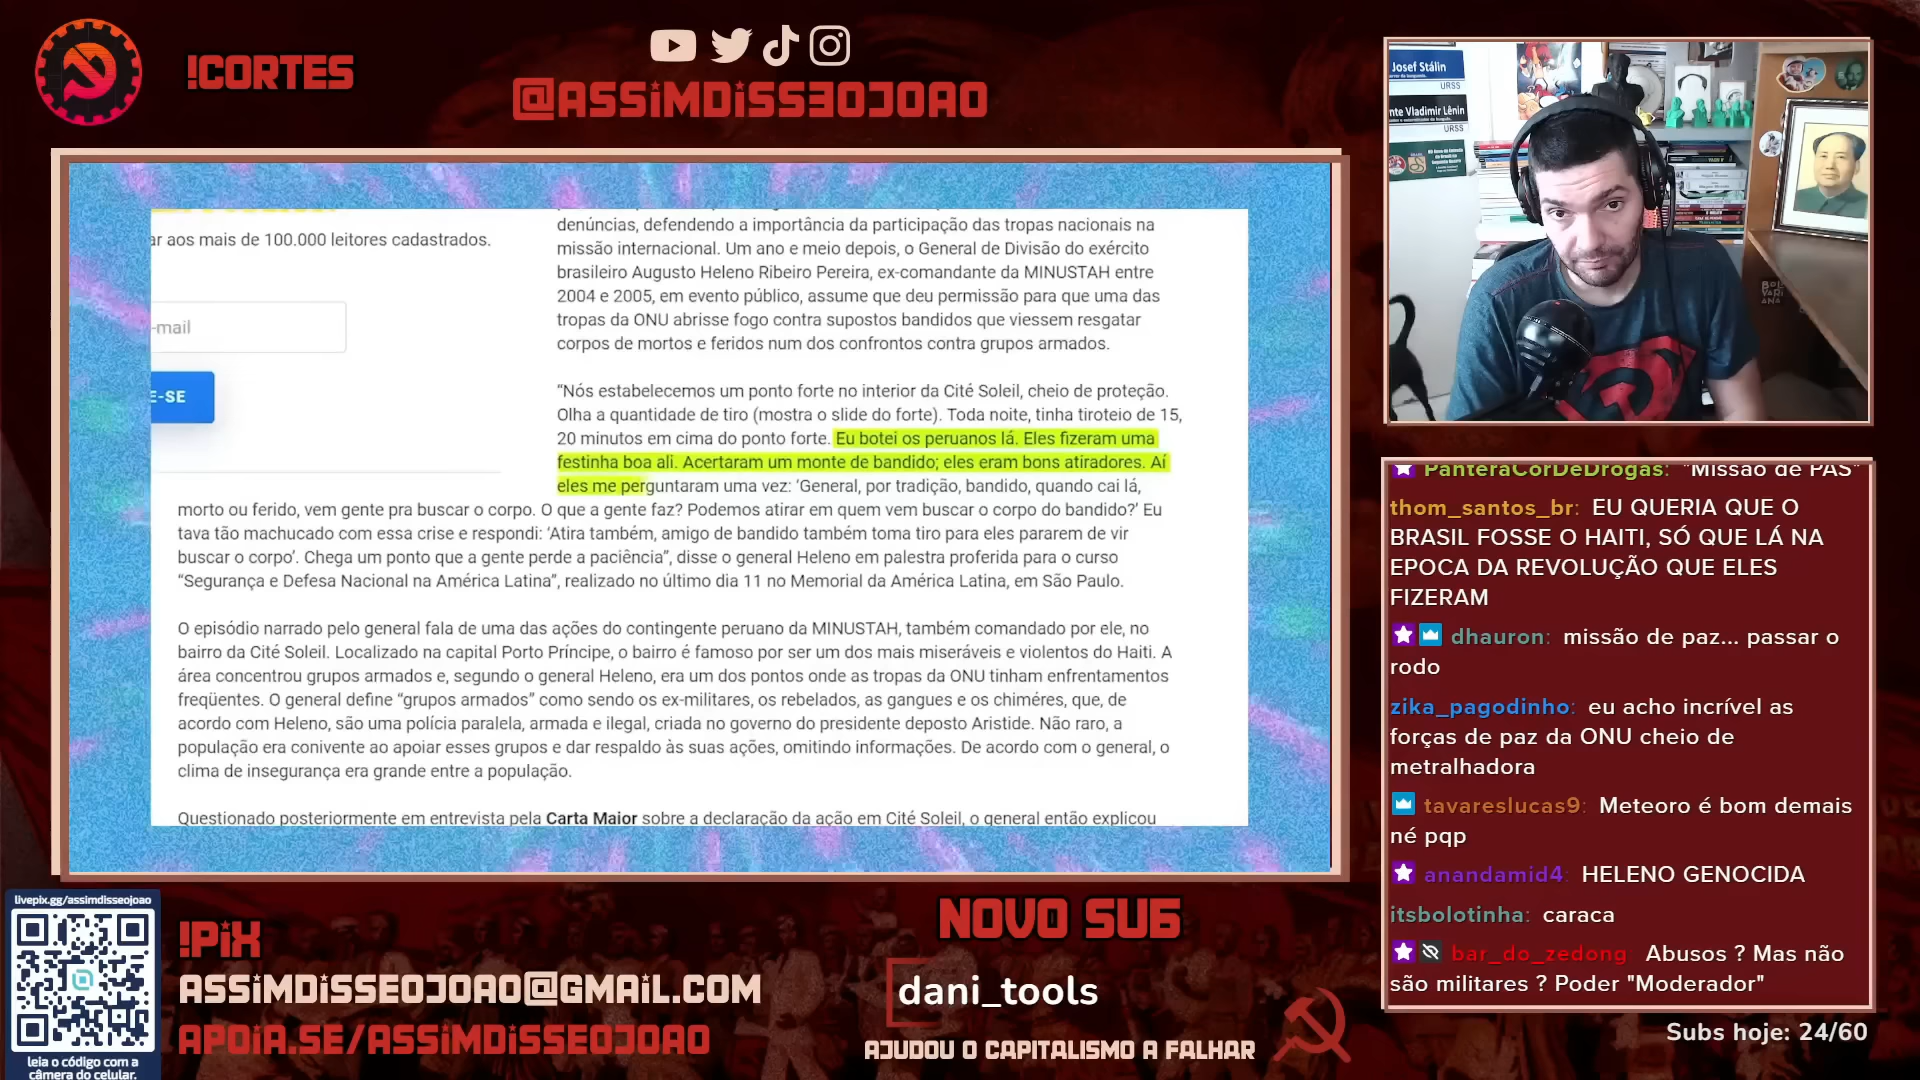 !CORTES
@ASSiMDiSSEOJOAO
ar aos mais de 100.000 leitores cadastrados.
-mail
E-SE
denúncias, defendendo a importância da participação das tropas nacionais na
missão internacional. Um ano e meio depois, o General de Divisão do exército
brasileiro Augusto Heleno Ribeiro Pereira, ex-comandante da MINUSTAH entre
2004 e 2005, em evento público, assume que deu permissão para que uma das
tropas da ONU abrisse fogo contra supostos bandidos que viessem resgatar
corpos de mortos e feridos num dos confrontos contra grupos armados.
“Nós estabelecemos um ponto forte no interior da Cité Soleil, cheio de proteção.
Olha a quantidade de tiro (mostra o slide do forte). Toda noite, tinha tiroteio de 15,
20 minutos em cima do ponto forte. Eu botei os peruanos lá. Eles fizeram uma
festinha boa ali. Acertaram um monte de bandido; eles eram bons atiradores. Aí
eles me perguntaram uma vez: ‘General, por tradição, bandido, quando cai lá,
morto ou ferido, vem gente pra buscar o corpo. O que a gente faz? Podemos atirar em quem vem buscar o corpo do bandido?’ Eu
tava tão machucado com essa crise e respondi: ‘Atira também, amigo de bandido também toma tiro para eles pararem de vir
buscar o corpo’. Chega um ponto que a gente perde a paciência”, disse o general Heleno em palestra proferida para o curso
“Segurança e Defesa Nacional na América Latina”, realizado no último dia 11 no Memorial da América Latina, em São Paulo.
O episódio narrado pelo general fala de uma das ações do contingente peruano da MINUSTAH, também comandado por ele, no
bairro da Cité Soleil. Localizado na capital Porto Príncipe, o bairro é famoso por ser um dos mais miseráveis e violentos do Haiti. A
área concentrou grupos armados e, segundo o general Heleno, era um dos pontos onde as tropas da ONU tinham enfrentamentos
freqüentes. O general define “grupos armados” como sendo os ex-militares, os rebelados, as gangues e os chiméres, que, de
acordo com Heleno, são uma polícia paralela, armada e ilegal, criada no governo do presidente deposto Aristide. Não raro, a
população era conivente ao apoiar esses grupos e dar respaldo às suas ações, omitindo informações. De acordo com o general, o
clima de insegurança era grande entre a população.
Questionado posteriormente em entrevista pela Carta Maior sobre a declaração da ação em Cité Soleil, o general então explicou
Josef Stálin
URSS
nte Vladimir Lênin
URSS
BOL
VARI
ANA
PanteraCorDeDrogas: "Missão de PAS"
thom_santos_br: EU QUERIA QUE O
BRASIL FOSSE O HAITI, SÓ QUE LÁ NA
EPOCA DA REVOLUÇÃO QUE ELES
FIZERAM
dhauron: missão de paz... passar o
rodo
zika_pagodinho: eu acho incrível as
forças de paz da ONU cheio de
metralhadora
tavareslucas9: Meteoro é bom demais
né pqp
anandamid4: HELENO GENOCIDA
itsbolotinha: caraca
bar_do_zedong: Abusos ? Mas não
são militares ? Poder "Moderador"
Subs hoje: 24/60
livepix.gg/assimdisseojoao
leia o código com a
câmera do celular.
!PiX
ASSiMDiSSEOJOAO@GMAiL.COM
APOiA.SE/ASSiMDiSSEOJOAO
NOVO SUB
dani_tools
AJUDOU O CAPiTALiSMO A FALHAR